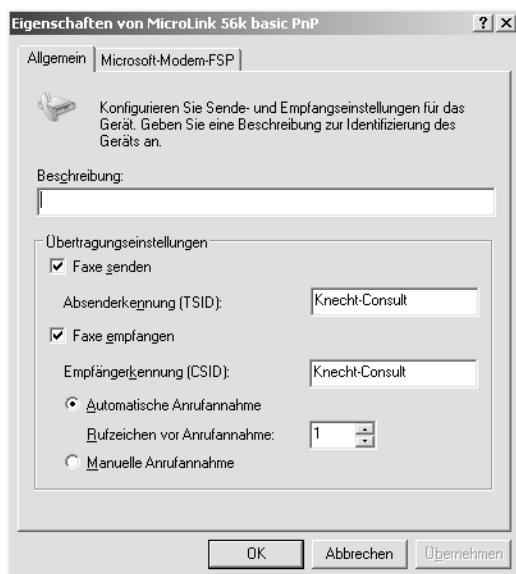 Eigenschaften von MicroLink 56k basic PnP
Allgemein Microsoft-Modem-FSP
Konfigurieren Sie Sende- und Empfangseinstellungen für das
Gerät. Geben Sie eine Beschreibung zur Identifizierung des
Geräts an.
Beschreibung:
Übertragungseinstellungen
Faxe senden
Absenderkennung (TSID): Knecht-Consult
Faxe empfangen
Empfängerkennung (CSID): Knecht-Consult
Automatische Anrufannahme
Rufzeichen vor Anrufannahme: 1
Manuelle Anrufannahme
OK Abbrechen Übernehmen